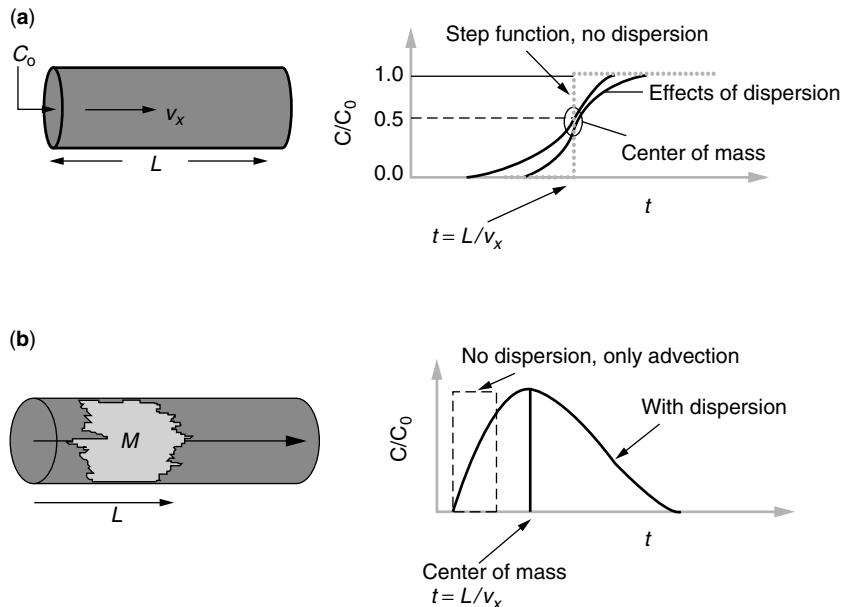 (a)
C₀
vₓ
L
Step function, no dispersion
1.0
Effects of dispersion
C/C₀
0.5
Center of mass
0.0
t
t = L/vₓ
(b)
M
L
No dispersion, only advection
With dispersion
C/C₀
t
Center of mass
t = L/vₓ